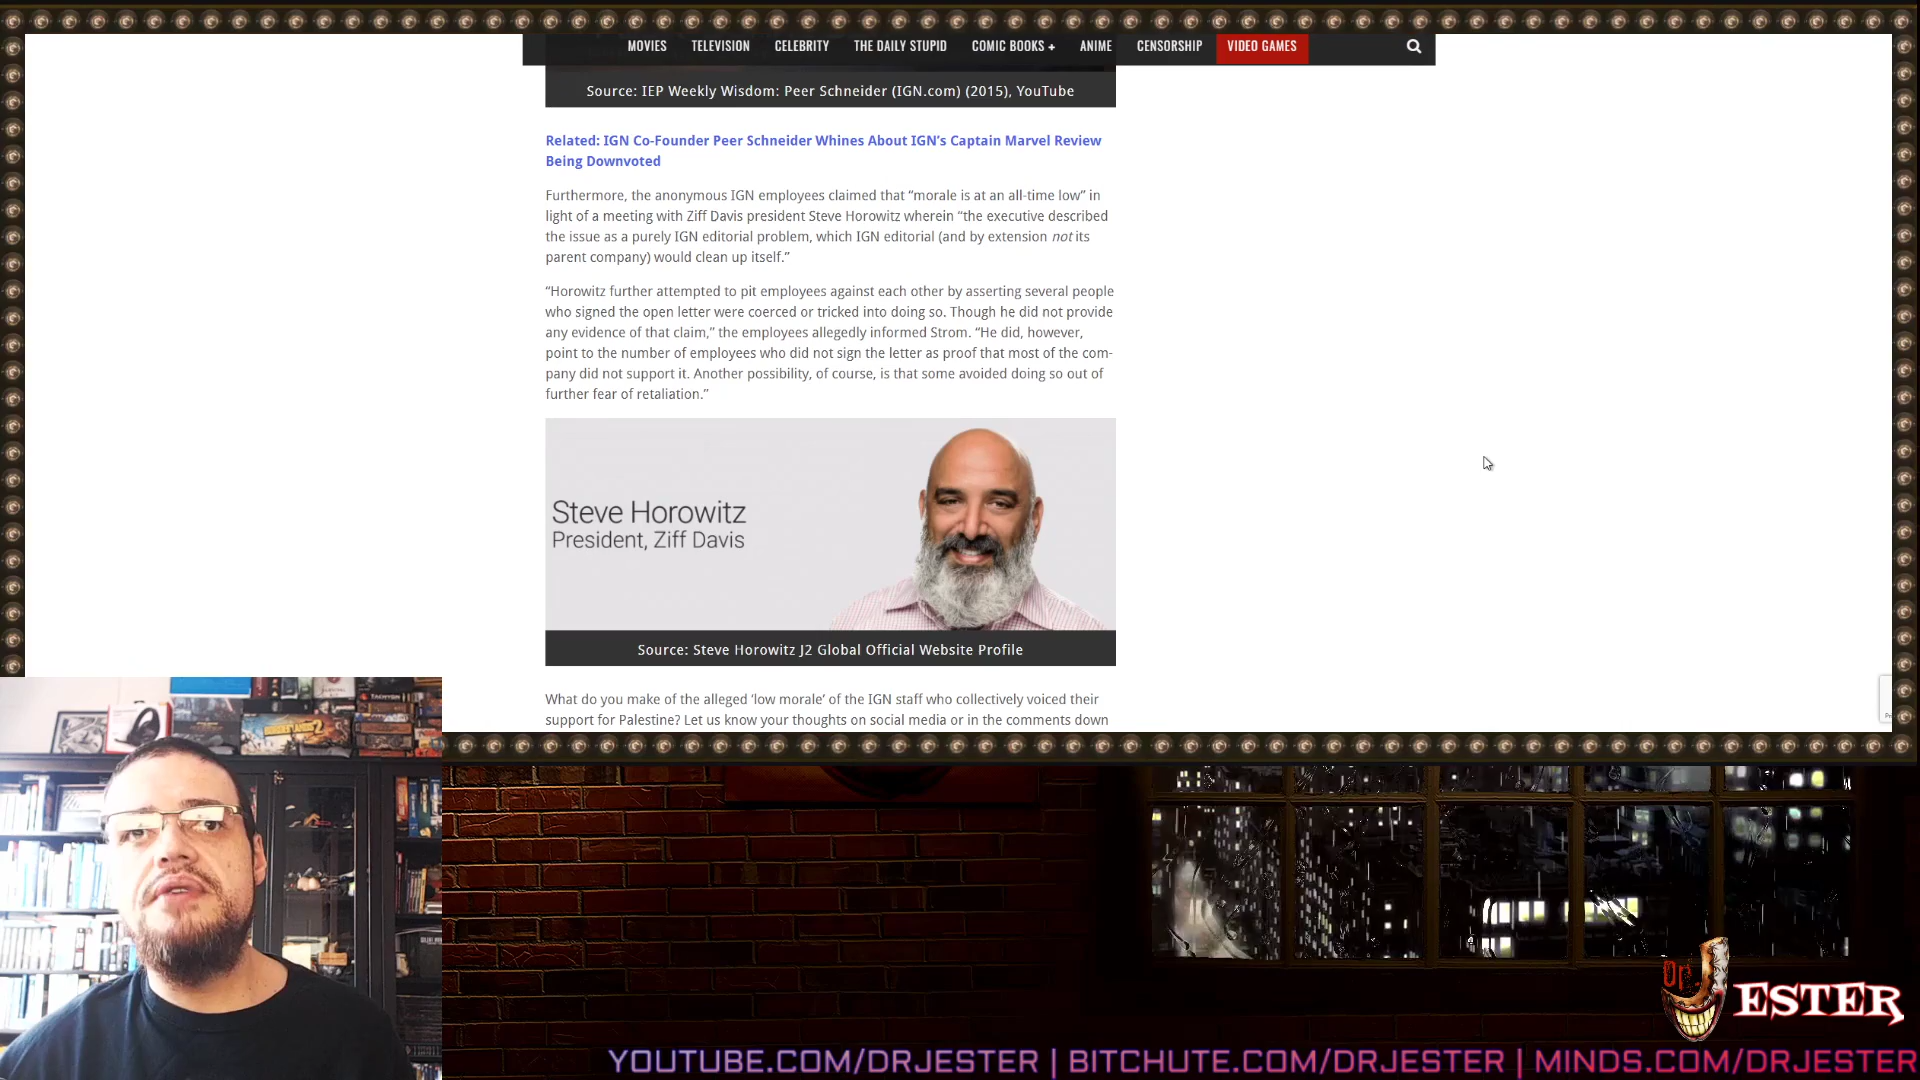 MOVIES TELEVISION CELEBRITY THE DAILY STUPID COMIC BOOKS + ANIME CENSORSHIP VIDEO GAMES
Source: IEP Weekly Wisdom: Peer Schneider (IGN.com) (2015), YouTube
Related: IGN Co-Founder Peer Schneider Whines About IGN’s Captain Marvel Review
Being Downvoted
Furthermore, the anonymous IGN employees claimed that “morale is at an all-time low” in
light of a meeting with Ziff Davis president Steve Horowitz wherein “the executive described
the issue as a purely IGN editorial problem, which IGN editorial (and by extension not its
parent company) would clean up itself.”
“Horowitz further attempted to pit employees against each other by asserting several people
who signed the open letter were coerced or tricked into doing so. Though he did not provide
any evidence of that claim,” the employees allegedly informed Strom. “He did, however,
point to the number of employees who did not sign the letter as proof that most of the com-
pany did not support it. Another possibility, of course, is that some avoided doing so out of
further fear of retaliation.”
Steve Horowitz
President, Ziff Davis
Source: Steve Horowitz J2 Global Official Website Profile
What do you make of the alleged ‘low morale’ of the IGN staff who collectively voiced their
support for Palestine? Let us know your thoughts on social media or in the comments down
Dr.
JESTER
YOUTUBE.COM/DRJESTER | BITCHUTE.COM/DRJESTER | MINDS.COM/DRJESTER